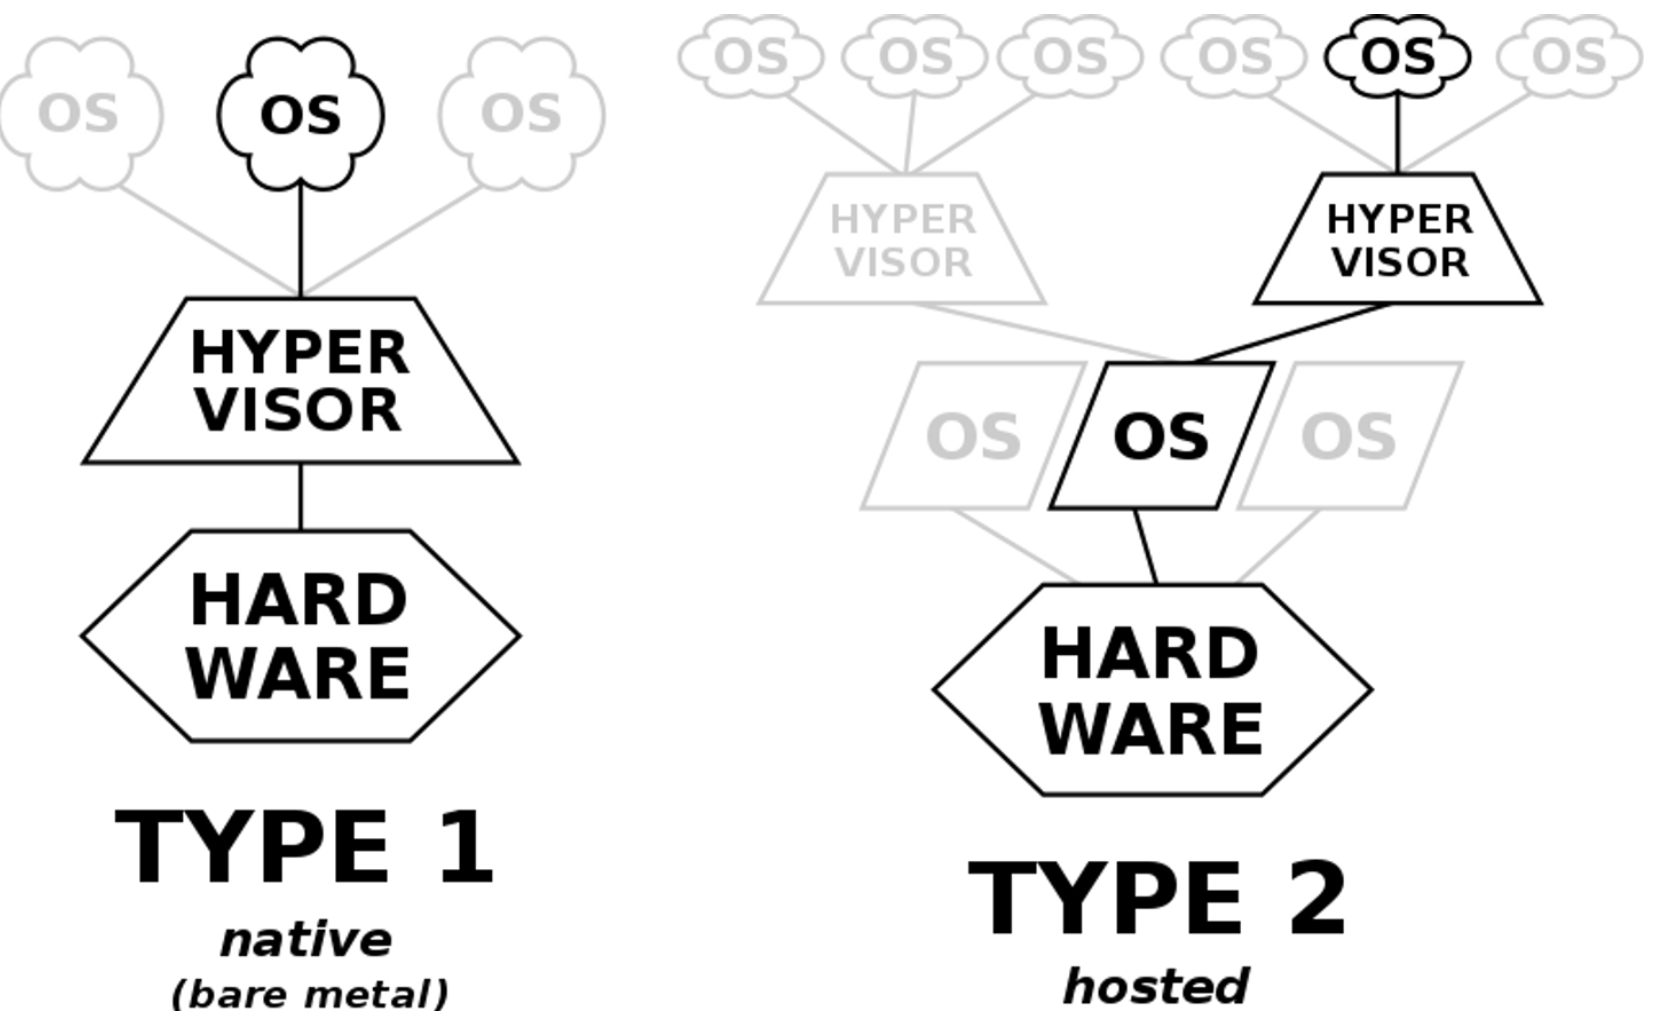 OS
OS
OS
HYPER
VISOR
HARD
WARE
TYPE 1
native
(bare metal)
OS
OS
OS
OS
OS
OS
HYPER
VISOR
HYPER
VISOR
OS
OS
OS
HARD
WARE
TYPE 2
hosted